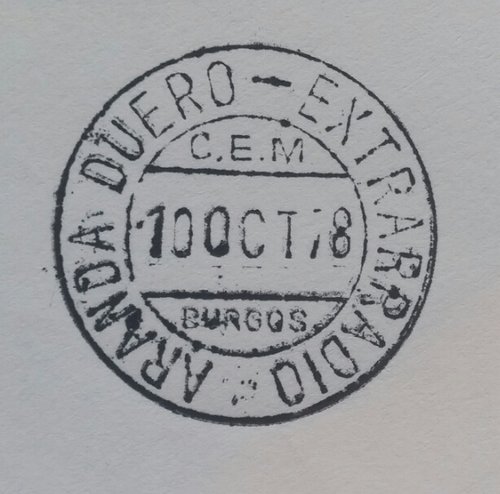 ARANDA DUERO - EXTRARRADIO
C.E.M
10 OCT 78
BURGOS